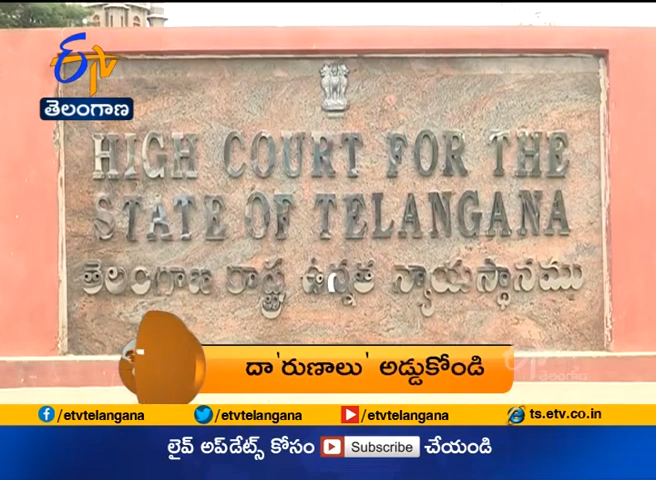 ETV
తెలంగాణ
HIGH COURT FOR THE
STATE OF TELANGANA
తెలంగాణ రాష్ట్ర ఉన్నత న్యాయస్థానము
దా'రుణాలు' అడ్డుకోండి
/etvtelangana /etvtelangana /etvtelangana ts.etv.co.in
లైవ్ అప్‌డేట్స్ కోసం Subscribe చేయండి